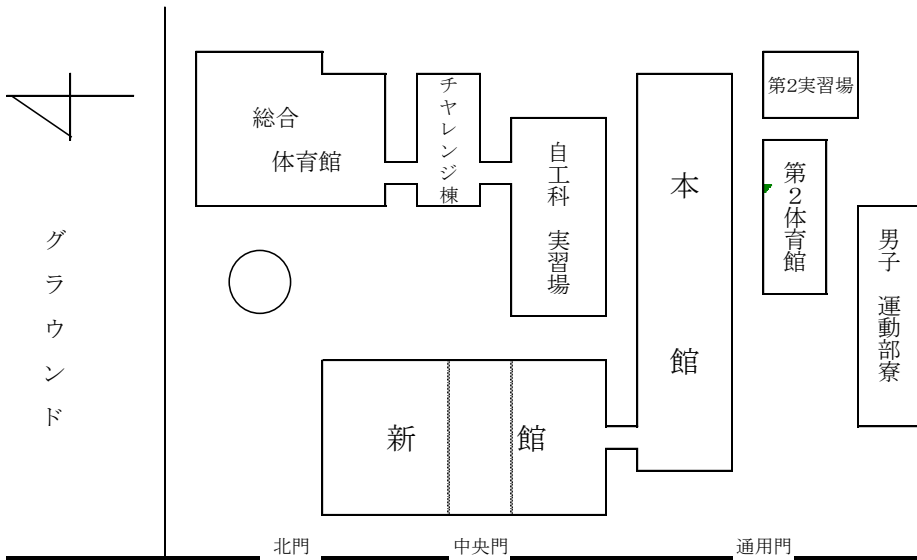 総合
体育館
チャレンジ棟
自工科 実習場
本館
第2実習場
第2体育館
男子 運動部寮
グラウンド
新館
北門
中央門
通用門